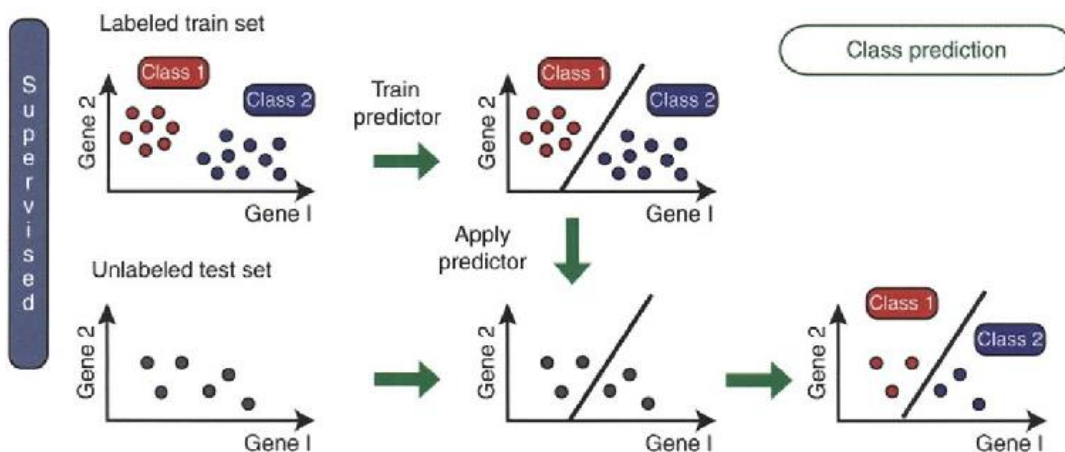 Supervised
Labeled train set
Class 1
Class 2
Gene 2
Gene I
Train
predictor
Class 1
Class 2
Gene 2
Gene I
Class prediction
Apply
predictor
Unlabeled test set
Gene 2
Gene I
Gene 2
Gene I
Class 1
Class 2
Gene 2
Gene I